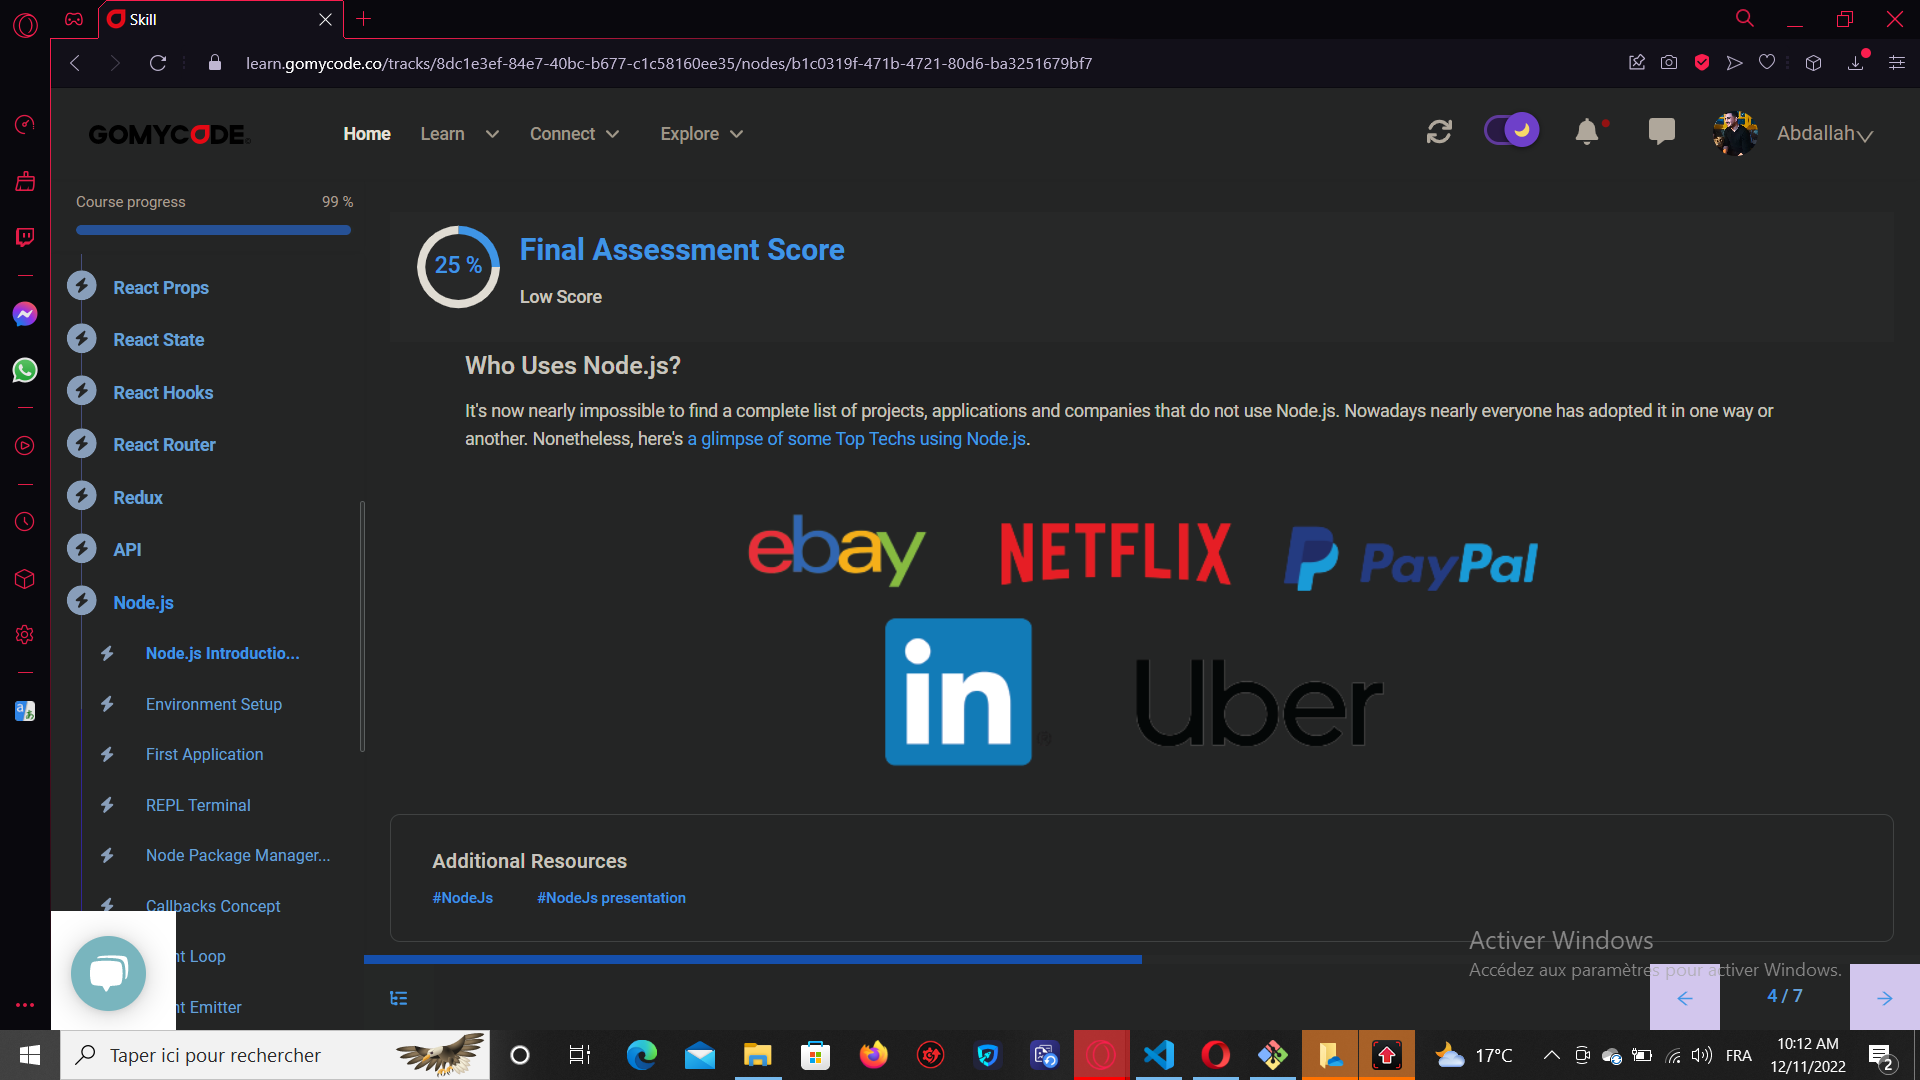 Skill
learn.gomycode.co/tracks/8dc1e3ef-84e7-40bc-b677-c1c58160ee35/nodes/b1c0319f-471b-4721-80d6-ba3251679bf7
GOMYCODE
Home Learn Connect Explore
Abdallah
Course progress 99 %
React Props
React State
React Hooks
React Router
Redux
API
Node.js
Node.js Introductio...
Environment Setup
First Application
REPL Terminal
Node Package Manager...
Callbacks Concept
nt Loop
nt Emitter
25 %
Final Assessment Score
Low Score
Who Uses Node.js?
It's now nearly impossible to find a complete list of projects, applications and companies that do not use Node.js. Nowadays nearly everyone has adopted it in one way or
another. Nonetheless, here's a glimpse of some Top Techs using Node.js.
ebay NETFLIX PayPal
in Uber
Additional Resources
#NodeJs #NodeJs presentation
Activer Windows
Accédez aux paramètres pour activer Windows.
4 / 7
Taper ici pour rechercher
17°C
FRA
10:12 AM
12/11/2022
2